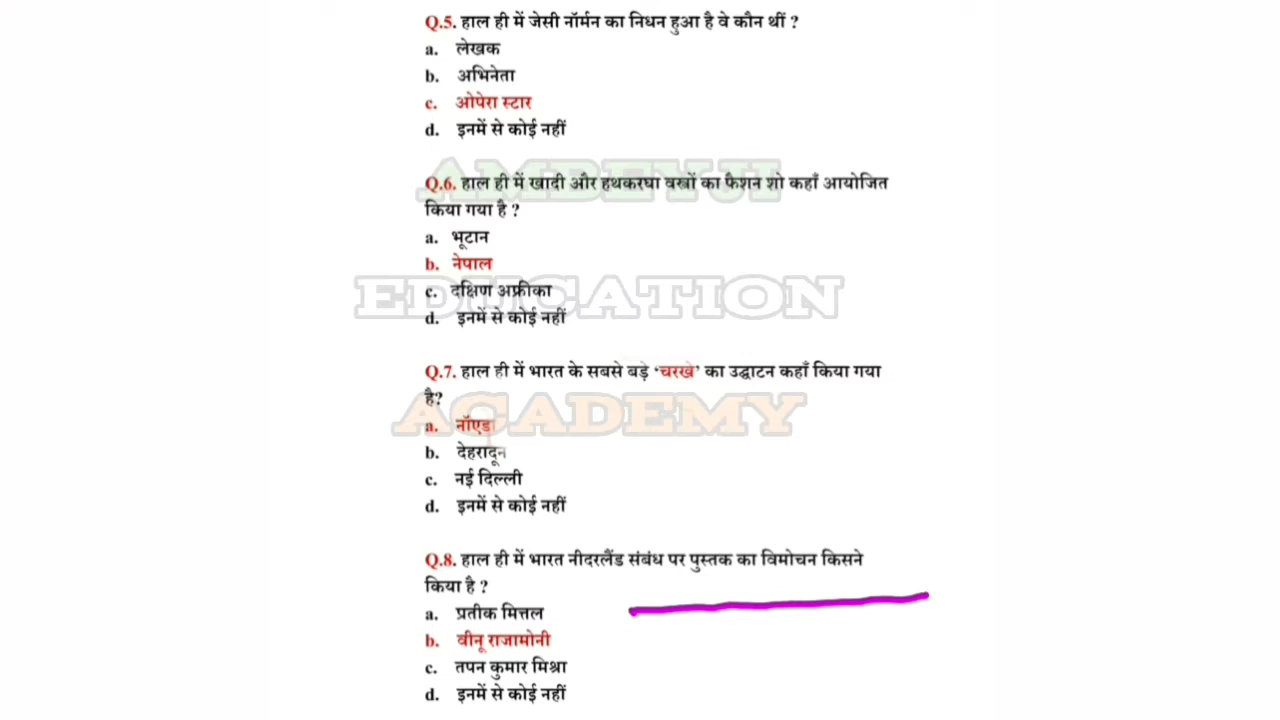 Q.5. हाल ही में जेसी नॉर्मन का निधन हुआ है वे कौन थीं ?
a. लेखक
b. अभिनेता
c. ओपेरा स्टार
d. इनमें से कोई नहीं
AMDEYJI
Q.6. हाल ही में खादी और हथकरघा वस्त्रों का फैशन शो कहाँ आयोजित
किया गया है ?
a. भूटान
b. नेपाल
EDUCATION
c. दक्षिण अफ्रीका
d. इनमें से कोई नहीं
Q.7. हाल ही में भारत के सबसे बड़े ‘चरखे’ का उद्घाटन कहाँ किया गया
है?
ACADEMY
a. नॉएडा
b. देहरादून
c. नई दिल्ली
d. इनमें से कोई नहीं
Q.8. हाल ही में भारत नीदरलैंड संबंध पर पुस्तक का विमोचन किसने
किया है ?
a. प्रतीक मित्तल
b. वीनू राजामोनी
c. तपन कुमार मिश्रा
d. इनमें से कोई नहीं